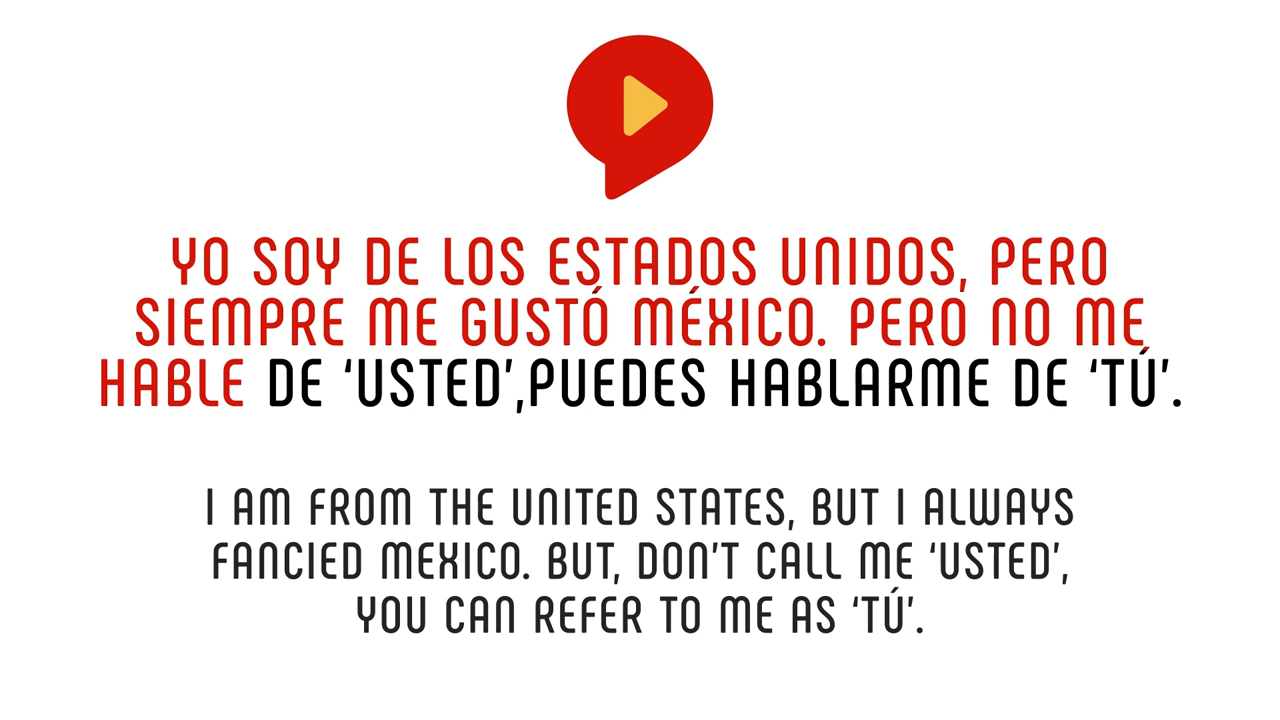 YO SOY DE LOS ESTADOS UNIDOS, PERO
SIEMPRE ME GUSTÓ MÉXICO. PERO NO ME
HABLE DE ‘USTED’,PUEDES HABLARME DE ‘TÚ’.
I AM FROM THE UNITED STATES, BUT I ALWAYS
FANCIED MEXICO. BUT, DON’T CALL ME ‘USTED’,
YOU CAN REFER TO ME AS ‘TÚ’.